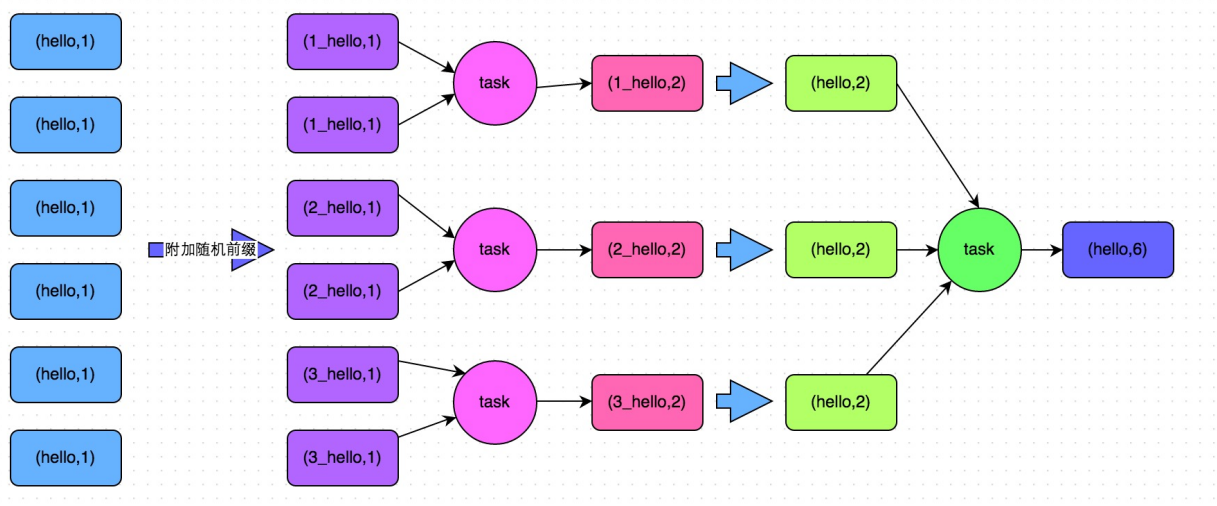 (hello,1)
(hello,1)
(hello,1)
(hello,1)
(hello,1)
(hello,1)
附加随机前缀
(1_hello,1)
(1_hello,1)
(2_hello,1)
(2_hello,1)
(3_hello,1)
(3_hello,1)
task
task
task
(1_hello,2)
(2_hello,2)
(3_hello,2)
(hello,2)
(hello,2)
(hello,2)
task
(hello,6)